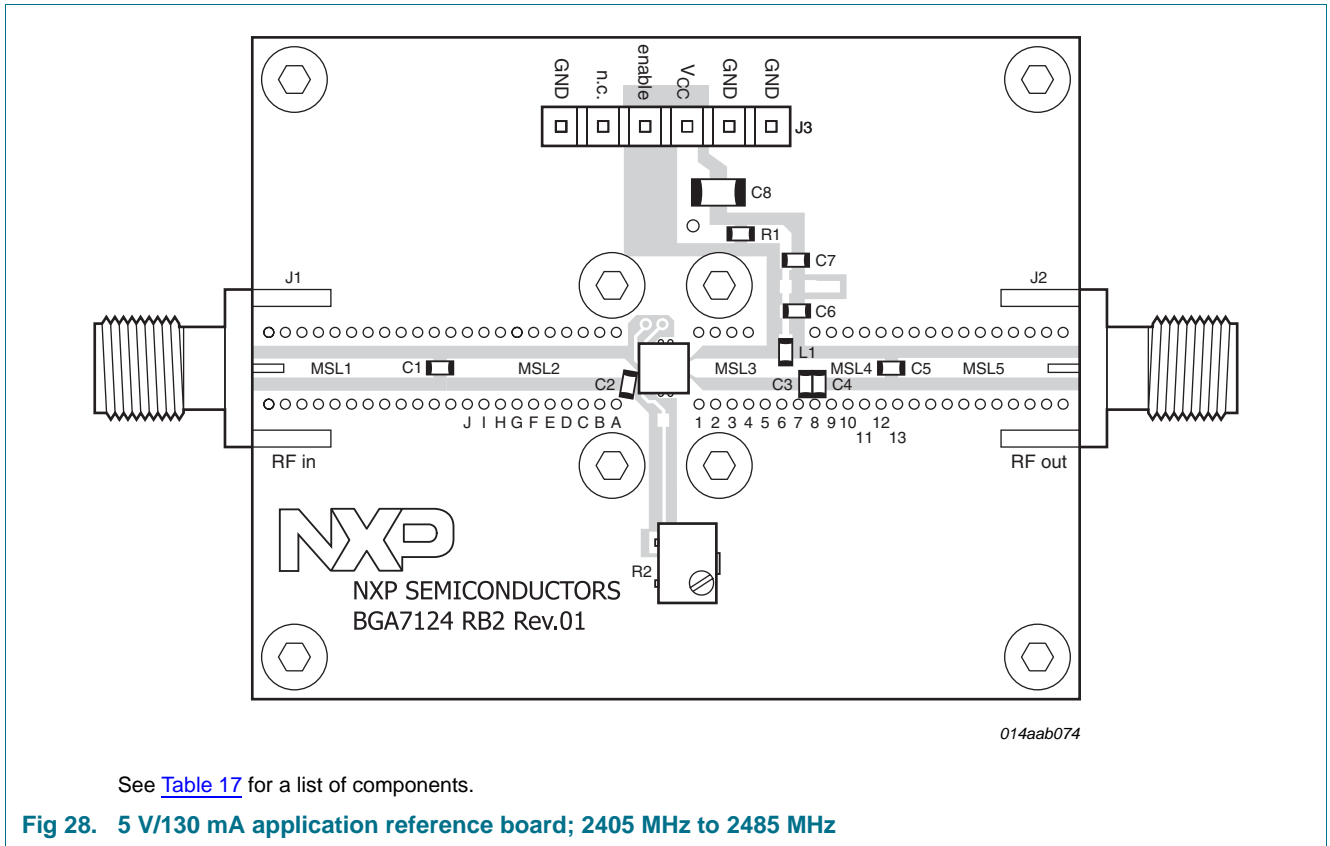 GND n.c. enable VCC GND GND
J3
C8
R1
C7
J1
J2
C6
L1
MSL1 C1 MSL2 MSL3 MSL4 C5 MSL5
C2 C3 C4
J I H G F E D C B A 1 2 3 4 5 6 7 8 9 10 12
11 13
RF in
RF out
NXP
R2
NXP SEMICONDUCTORS
BGA7124 RB2 Rev.01
014aab074
See Table 17 for a list of components.
Fig 28. 5 V/130 mA application reference board; 2405 MHz to 2485 MHz